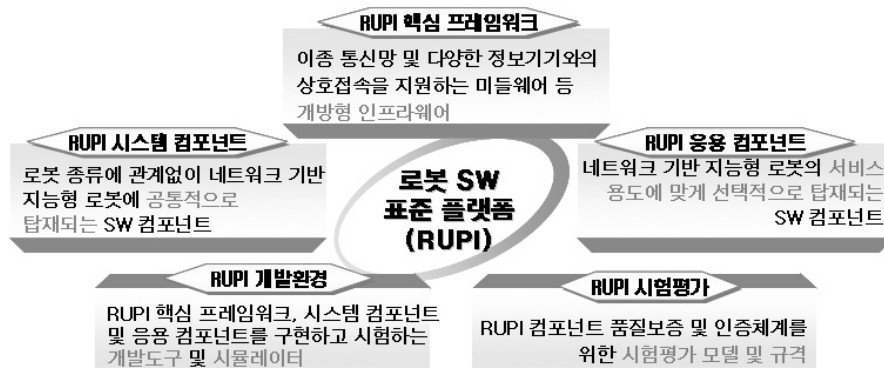 RUPI 핵심 프레임워크
이종 통신망 및 다양한 정보기기와의
상호접속을 지원하는 미들웨어 등
개방형 인프라웨어
RUPI 시스템 컴포넌트
로봇 종류에 관계없이 네트워크 기반
지능형 로봇에 공통적으로
탑재되는 SW 컴포넌트
로봇 SW
표준 플랫폼
(RUPI)
RUPI 응용 컴포넌트
네트워크 기반 지능형 로봇의 서비스
용도에 맞게 선택적으로 탑재되는
SW 컴포넌트
RUPI 개발환경
RUPI 핵심 프레임워크, 시스템 컴포넌트
및 응용 컴포넌트를 구현하고 시험하는
개발도구 및 시뮬레이터
RUPI 시험평가
RUPI 컴포넌트 품질보증 및 인증체계를
위한 시험평가 모델 및 규격